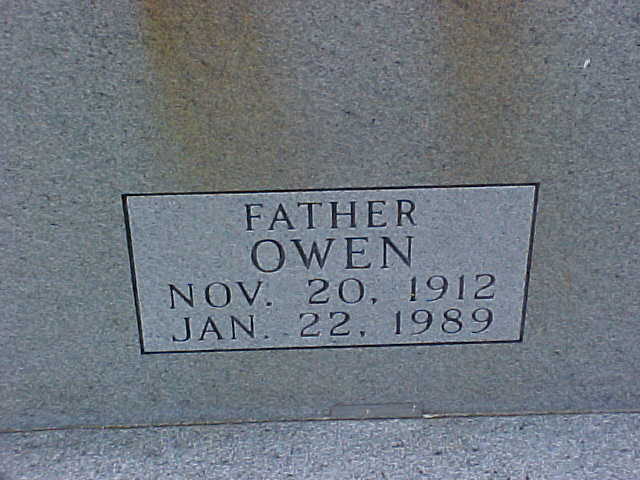 FATHER
OWEN
NOV. 20, 1912
JAN. 22, 1989